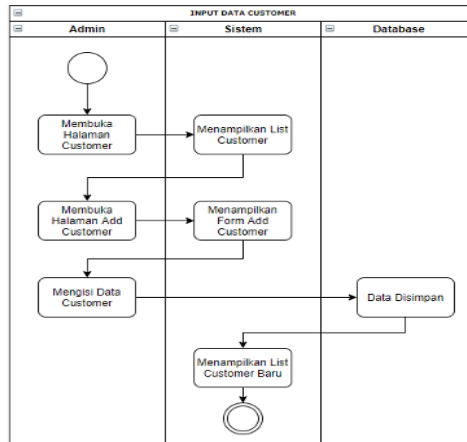 INPUT DATA CUSTOMER
Admin
Sistem
Database
Membuka
Halaman
Customer
Menampilkan List
Customer
Membuka
Halaman Add
Customer
Menampilkan
Form Add
Customer
Mengisi Data
Customer
Data Disimpan
Menampilkan List
Customer Baru